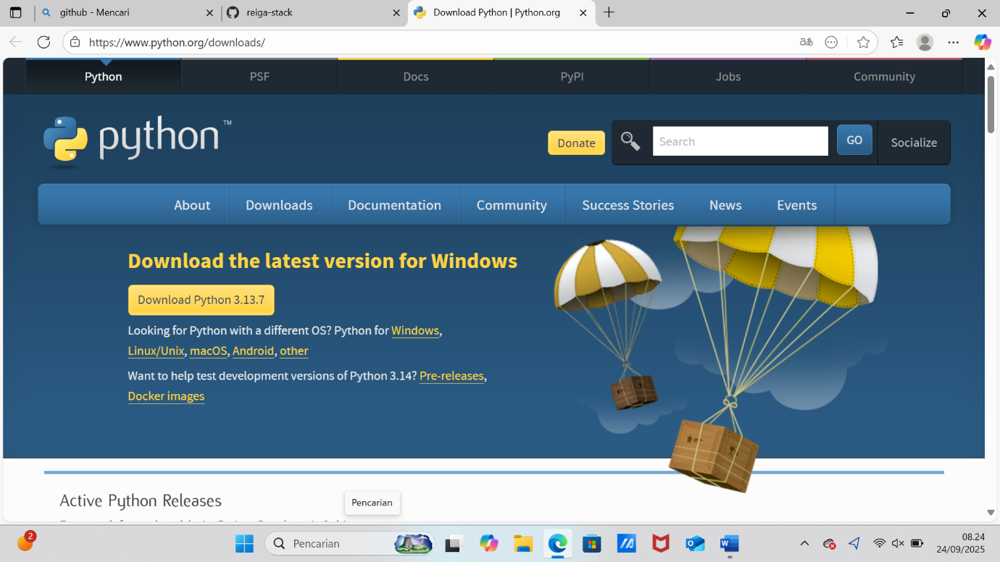 github - Mencari
reiga-stack
Download Python | Python.org
https://www.python.org/downloads/
Python
PSF
Docs
PyPI
Jobs
Community
python™
Donate
Search
GO
Socialize
About
Downloads
Documentation
Community
Success Stories
News
Events
Download the latest version for Windows
Download Python 3.13.7
Looking for Python with a different OS? Python for Windows,
Linux/Unix, macOS, Android, other
Want to help test development versions of Python 3.14? Pre-releases,
Docker images
Active Python Releases
Pencarian
2
Pencarian
08.24
24/09/2025